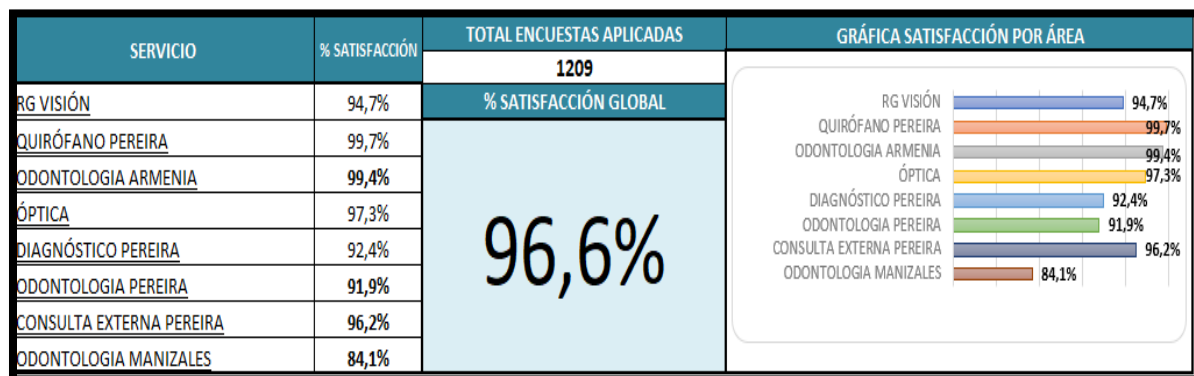 SERVICIO % SATISFACCIÓN
RG VISIÓN 94,7%
QUIRÓFANO PEREIRA 99,7%
ODONTOLOGIA ARMENIA 99,4%
ÓPTICA 97,3%
DIAGNÓSTICO PEREIRA 92,4%
ODONTOLOGIA PEREIRA 91,9%
CONSULTA EXTERNA PEREIRA 96,2%
ODONTOLOGIA MANIZALES 84,1%
TOTAL ENCUESTAS APLICADAS
1209
% SATISFACCIÓN GLOBAL
96,6%
GRÁFICA SATISFACCIÓN POR ÁREA
RG VISIÓN 94,7%
QUIRÓFANO PEREIRA 99,7%
ODONTOLOGIA ARMENIA 99,4%
ÓPTICA 97,3%
DIAGNÓSTICO PEREIRA 92,4%
ODONTOLOGIA PEREIRA 91,9%
CONSULTA EXTERNA PEREIRA 96,2%
ODONTOLOGIA MANIZALES 84,1%